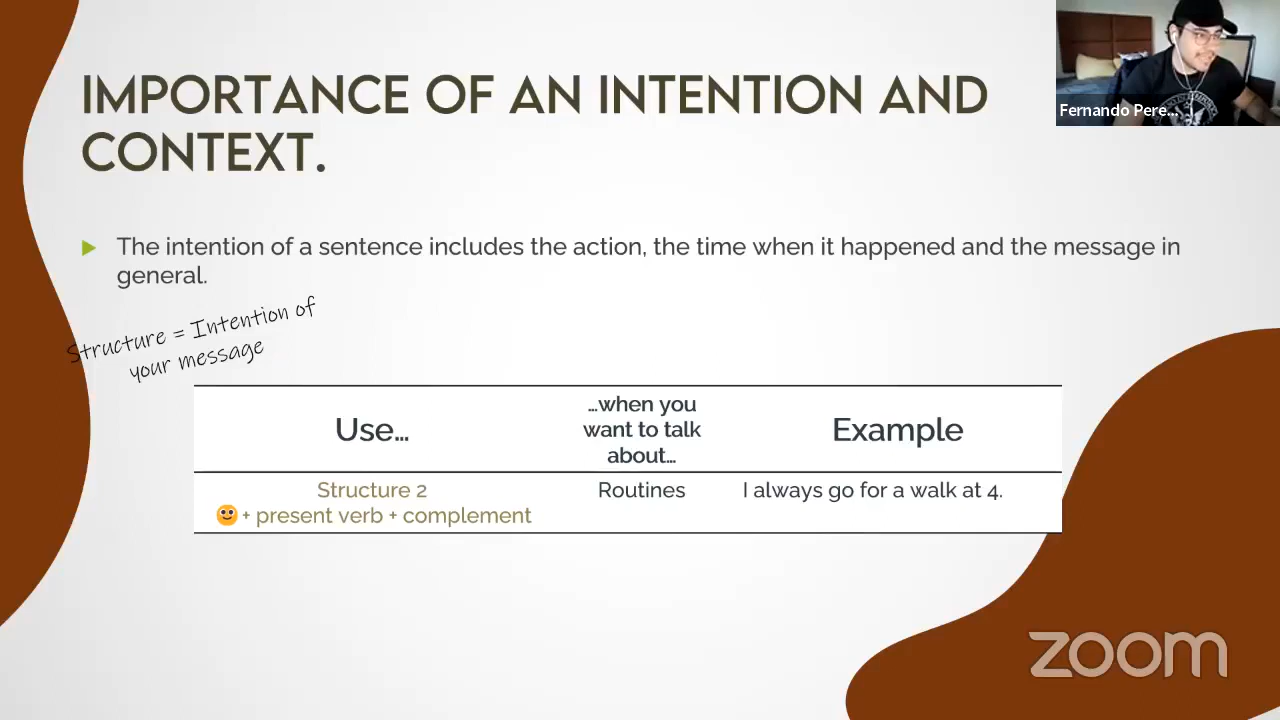 IMPORTANCE OF AN INTENTION AND
CONTEXT.
Fernando Pere...
The intention of a sentence includes the action, the time when it happened and the message in
general.
Structure = Intention of
your message
Use...
...when you
want to talk
about...
Example
Structure 2
+ present verb + complement
Routines
I always go for a walk at 4.
zoom